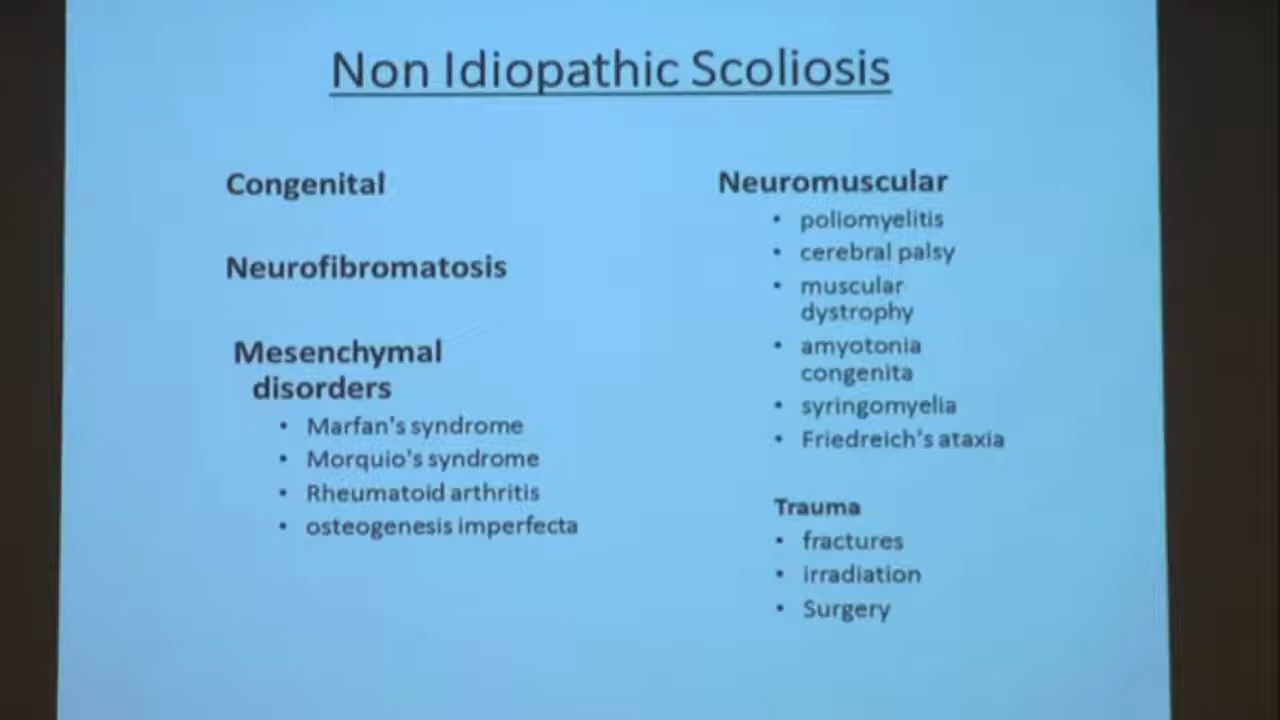 Non Idiopathic Scoliosis
Congenital
Neurofibromatosis
Mesenchymal
disorders
• Marfan's syndrome
• Morquio's syndrome
• Rheumatoid arthritis
• osteogenesis imperfecta
Neuromuscular
• poliomyelitis
• cerebral palsy
• muscular
dystrophy
• amyotonia
congenita
• syringomyelia
• Friedreich's ataxia
Trauma
• fractures
• irradiation
• Surgery